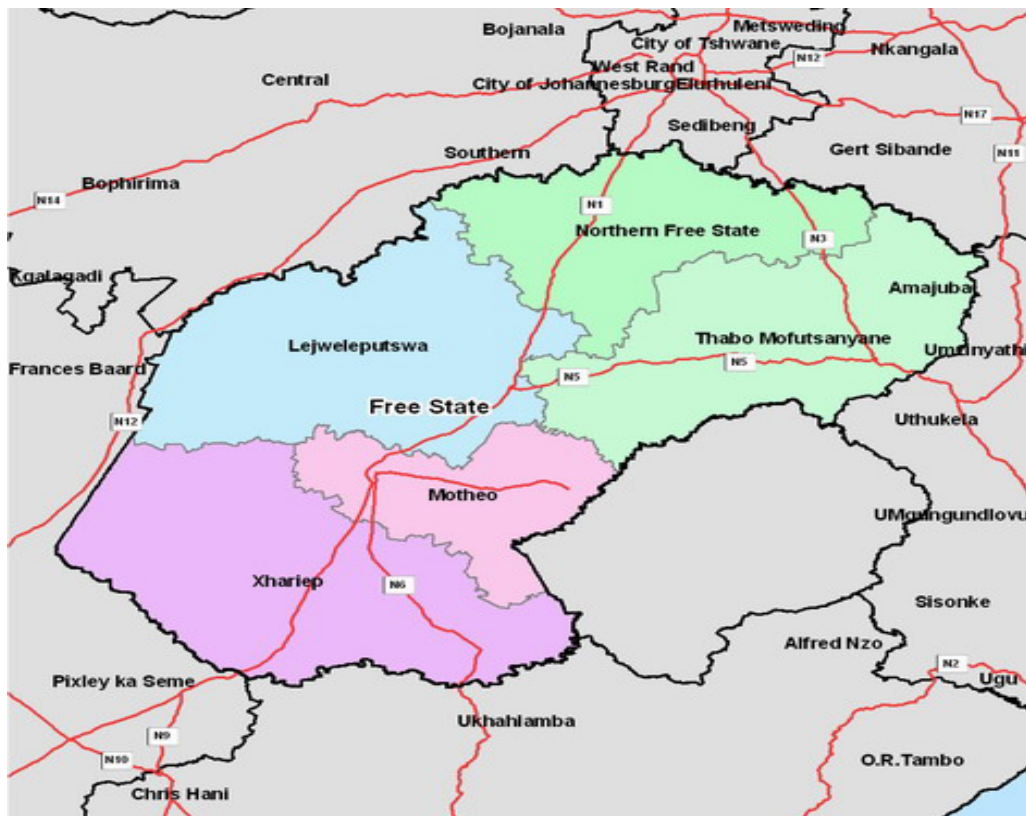 Bojanala
Metsweding
City of Tshwane
Nkangala
N12
West Rand
Central
City of Johannesburg
Ekurhuleni
N17
Sedibeng
Gert Sibande
Southern
N11
Bophirima
N14
N1
Northern Free State
N3
Kgalagadi
Amajuba
Thabo Mofutsanyane
Lejweleputswa
Umzinyathi
Frances Baard
N5
N5
Free State
N12
Uthukela
Motheo
UMgungundlovu
Xhariep
N6
Sisonke
Alfred Nzo
N2
Pixley ka Seme
Ugu
Ukhahlamba
N9
N10
O.R.Tambo
Chris Hani